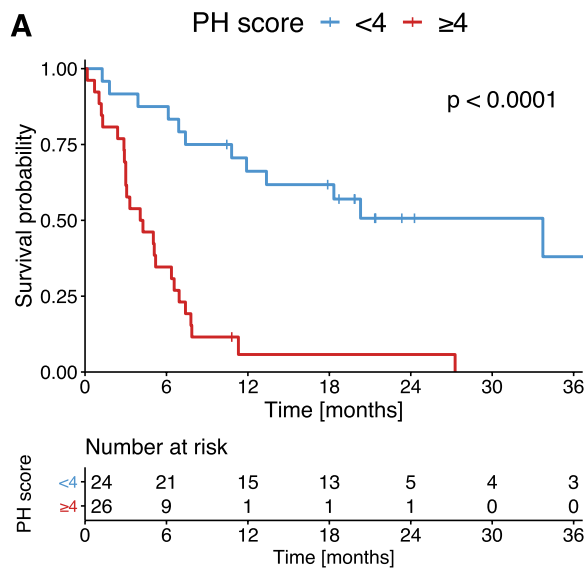 A
PH score <4 ≥4
1.00
0.75
0.50
0.25
0.00
Survival probability
p < 0.0001
0 6 12 18 24 30 36
Time [months]
Number at risk
PH score
<4 24 21 15 13 5 4 3
≥4 26 9 1 1 1 0 0
0 6 12 18 24 30 36
Time [months]